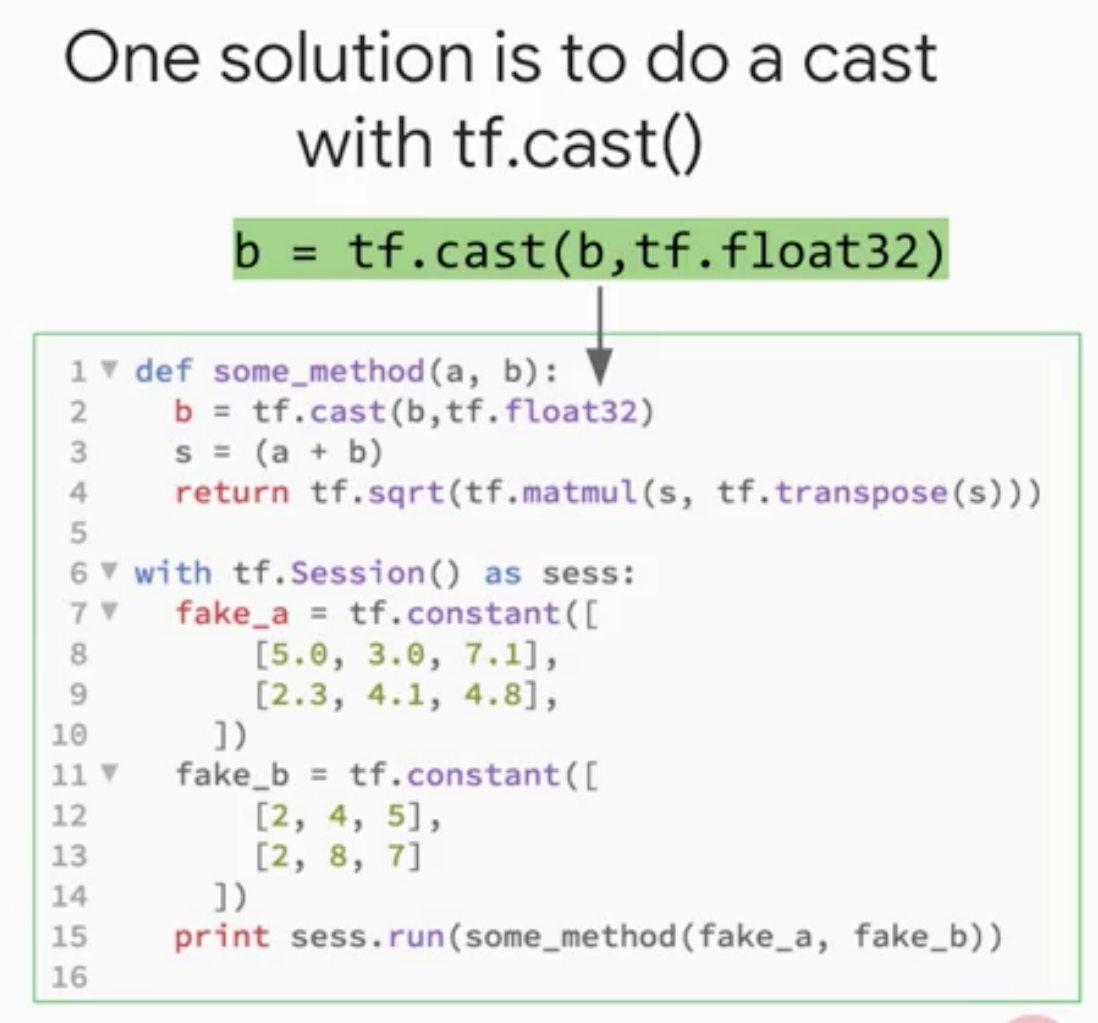 One solution is to do a cast
with tf.cast()
b = tf.cast(b,tf.float32)
1 ▼ def some_method(a, b):
2 b = tf.cast(b,tf.float32)
3 s = (a + b)
4 return tf.sqrt(tf.matmul(s, tf.transpose(s)))
5
6 ▼ with tf.Session() as sess:
7 ▼ fake_a = tf.constant([
8 [5.0, 3.0, 7.1],
9 [2.3, 4.1, 4.8],
10 ])
11 ▼ fake_b = tf.constant([
12 [2, 4, 5],
13 [2, 8, 7]
14 ])
15 print sess.run(some_method(fake_a, fake_b))
16